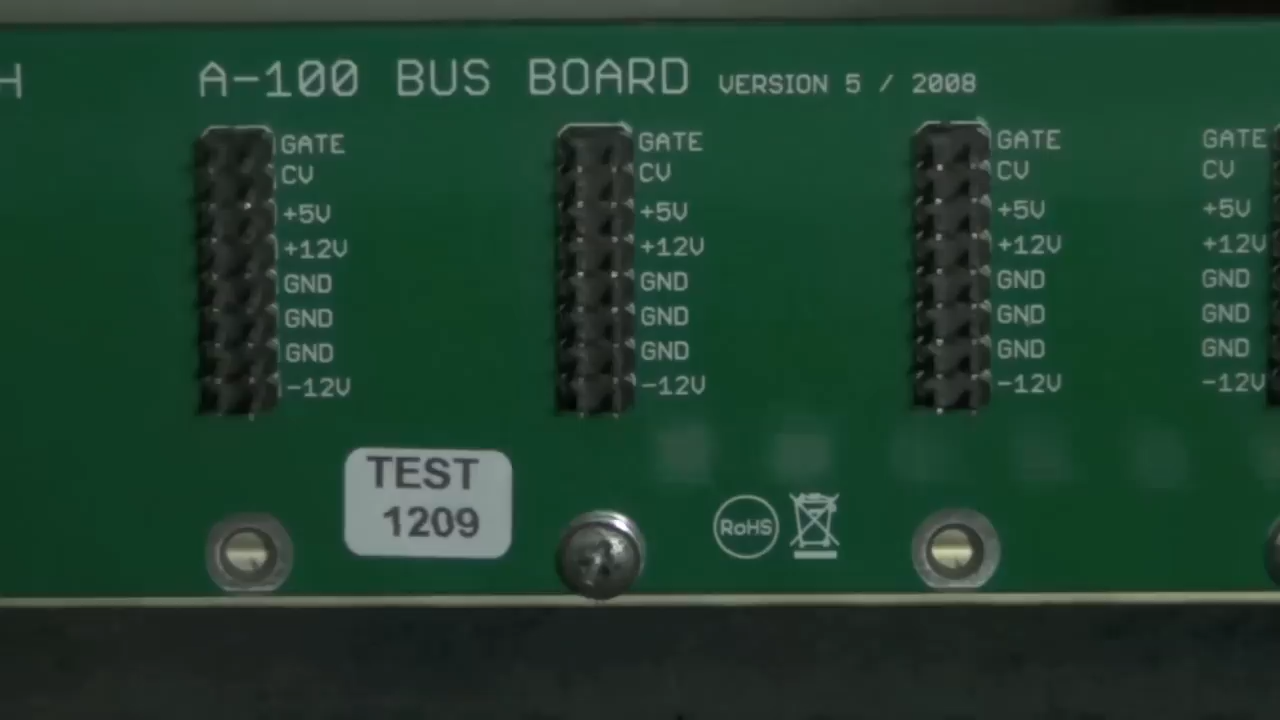 H
A-100 BUS BOARD VERSION 5 / 2008
GATE GATE GATE GATE
CV CV CV CV
+5V +5V +5V +5V
+12V +12V +12V +12V
GND GND GND GND
GND GND GND GND
GND GND GND GND
-12V -12V -12V -12V
TEST
1209
RoHS